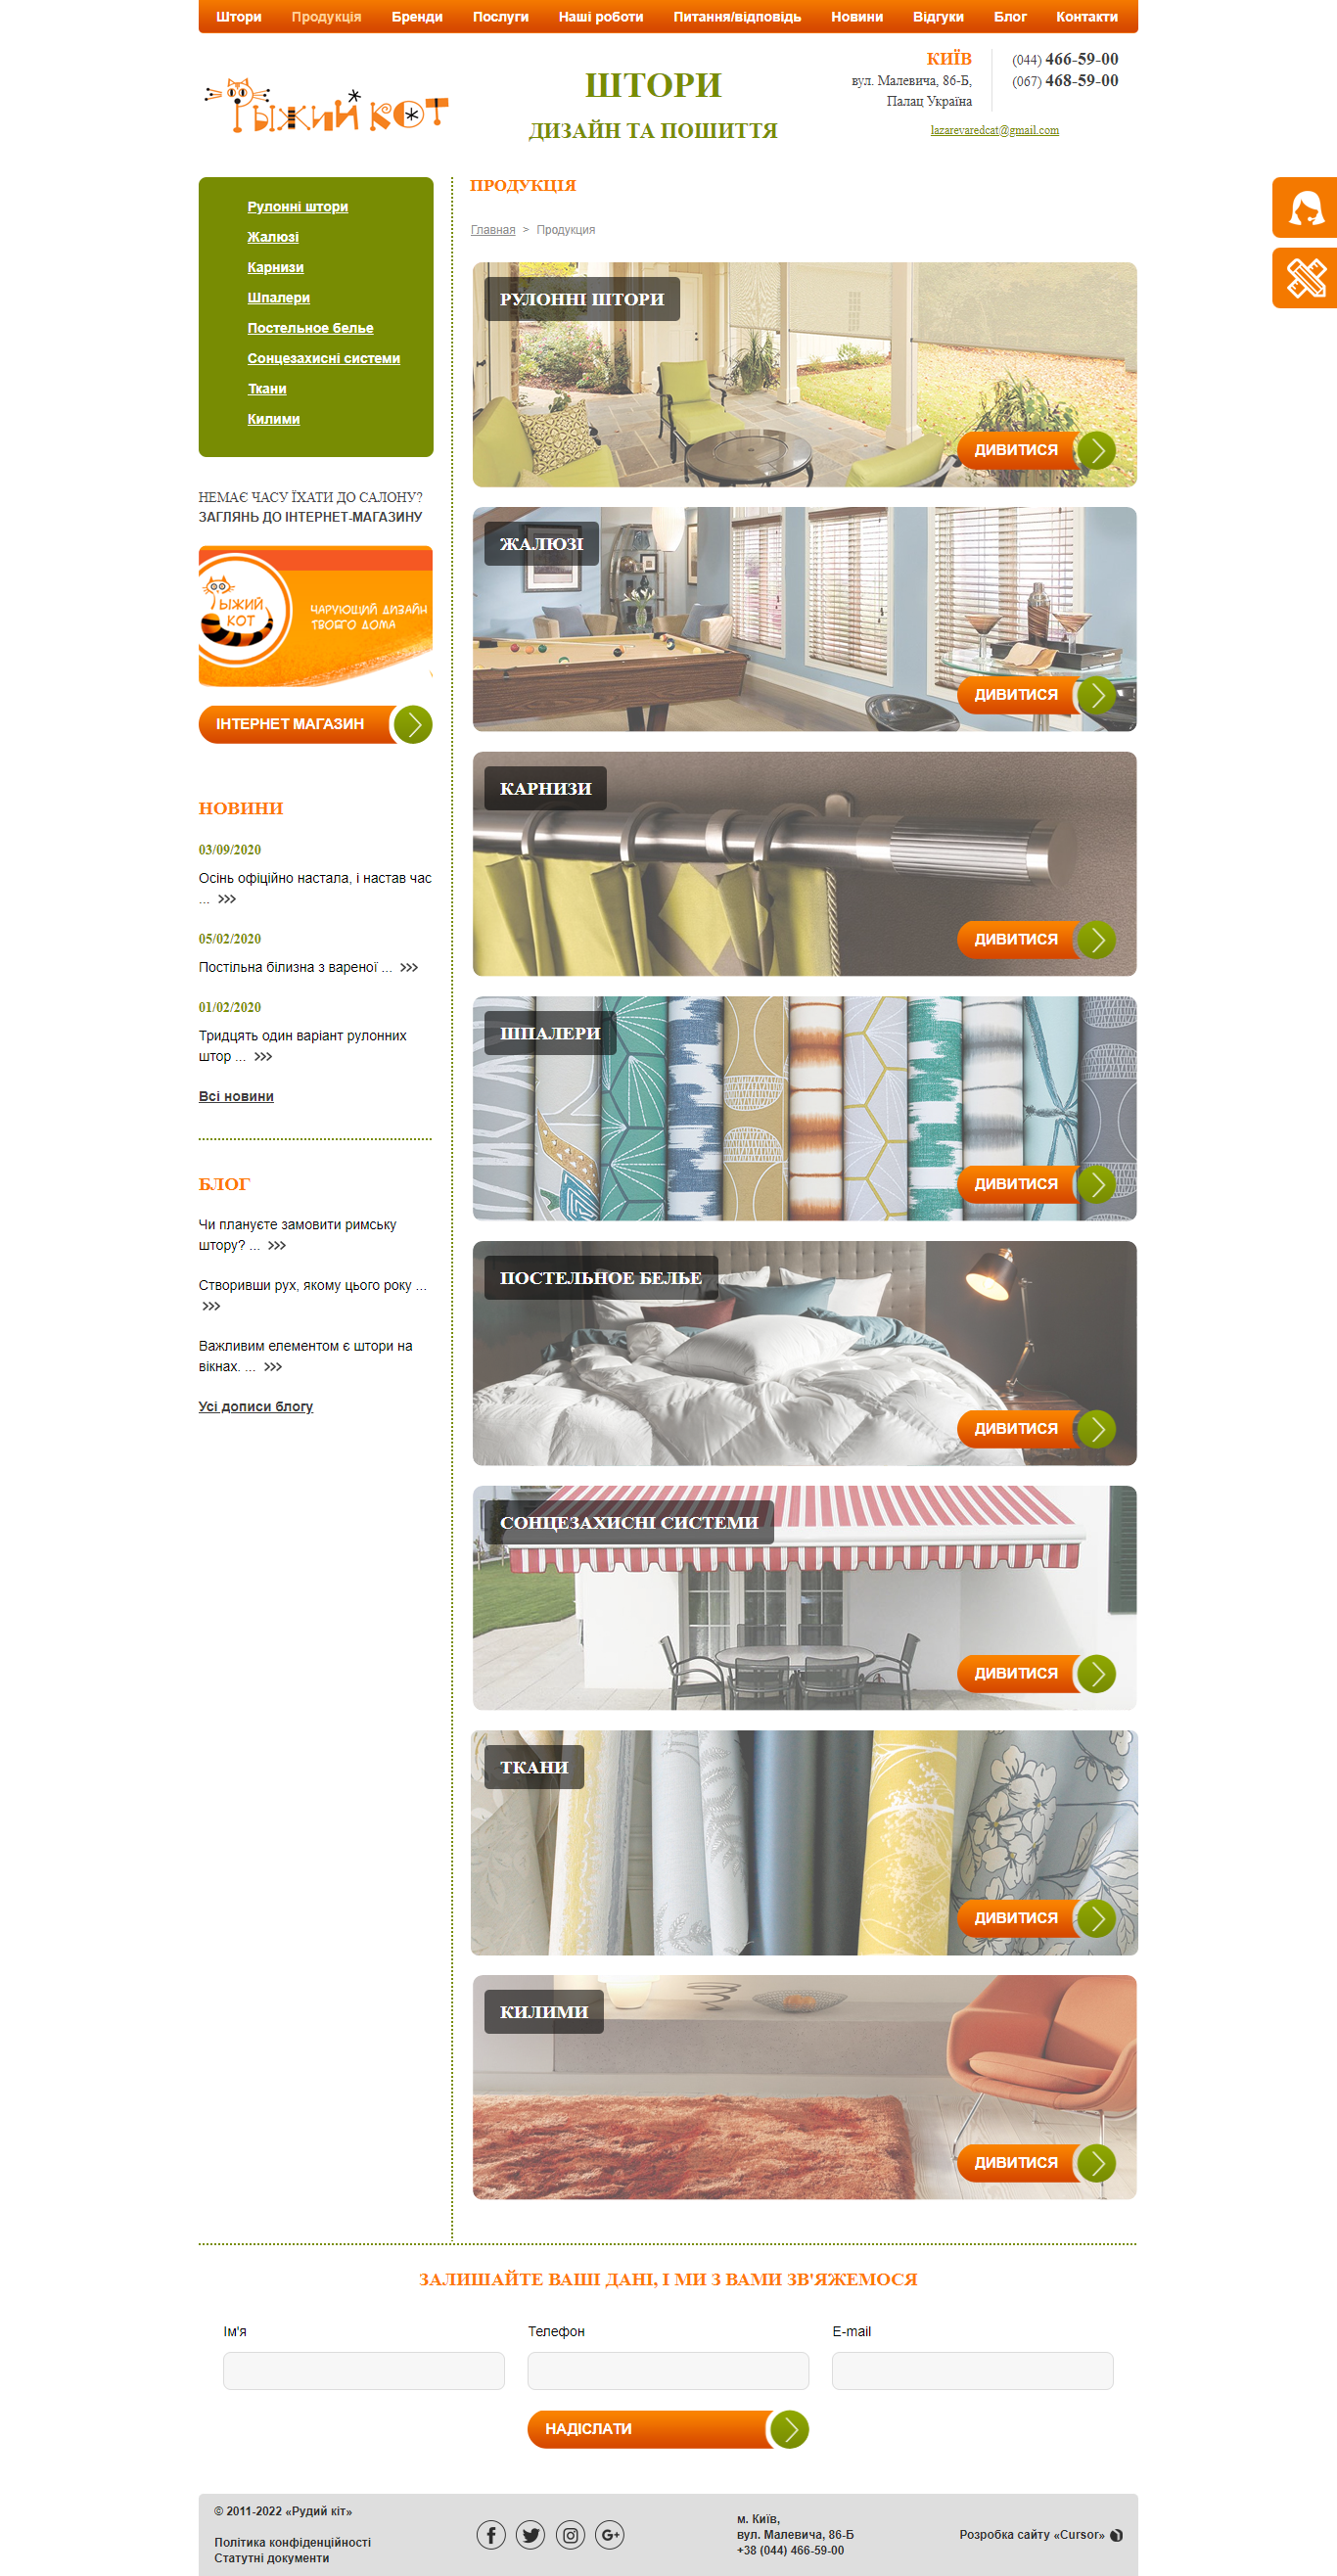 Штори Продукція Бренди Послуги Наші роботи Питання/відповідь Новини Відгуки Блог Контакти
Рыжий кот
ШТОРИ
ДИЗАЙН ТА ПОШИТТЯ
КИЇВ
вул. Малевича, 86-Б,
Палац Україна
(044) 466-59-00
(067) 468-59-00
lazarevaredcat@gmail.com
Рулонні штори
Жалюзі
Карнизи
Шпалери
Постельное белье
Сонцезахисні системи
Ткани
Килими
НЕМАЄ ЧАСУ ЇХАТИ ДО САЛОНУ?
ЗАГЛЯНЬ ДО ІНТЕРНЕТ-МАГАЗИНУ
РЫЖИЙ
КОТ
ЧАРУЮЩИЙ ДИЗАЙН
ТВОЕГО ДОМА
ІНТЕРНЕТ МАГАЗИН
НОВИНИ
03/09/2020
Осінь офіційно настала, і настав час
...
05/02/2020
Постільна білизна з вареної ...
01/02/2020
Тридцять один варіант рулонних
штор ...
Всі новини
БЛОГ
Чи плануєте замовити римську
штору? ...
Створивши рух, якому цього року ...
Важливим елементом є штори на
вікнах. ...
Усі дописи блогу
ПРОДУКЦІЯ
Главная > Продукция
РУЛОННІ ШТОРИ
ДИВИТИСЯ
ЖАЛЮЗІ
ДИВИТИСЯ
КАРНИЗИ
ДИВИТИСЯ
ШПАЛЕРИ
ДИВИТИСЯ
ПОСТЕЛЬНОЕ БЕЛЬЕ
ДИВИТИСЯ
СОНЦЕЗАХИСНІ СИСТЕМИ
ДИВИТИСЯ
ТКАНИ
ДИВИТИСЯ
КИЛИМИ
ДИВИТИСЯ
ЗАЛИШАЙТЕ ВАШІ ДАНІ, І МИ З ВАМИ ЗВ'ЯЖЕМОСЯ
Ім'я Телефон E-mail
НАДІСЛАТИ
© 2011-2022 «Рудий кіт»
Політика конфіденційності
Статутні документи
м. Київ,
вул. Малевича, 86-Б
+38 (044) 466-59-00
Розробка сайту «Cursor»